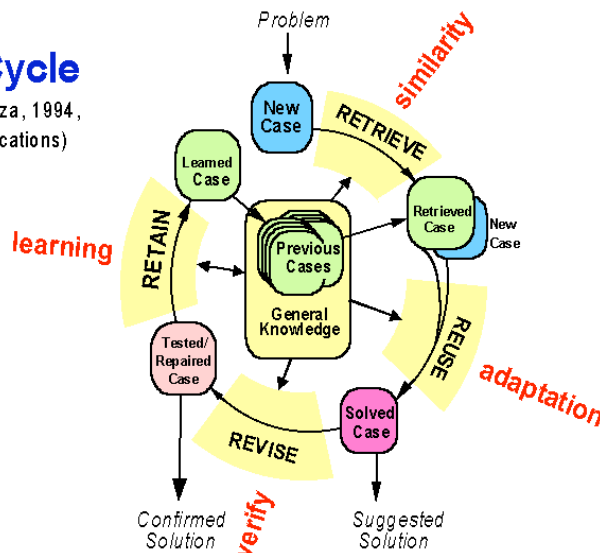 Problem
Cycle
za, 1994,
cations)
similarity
New
Case
RETRIEVE
Learned
Case
Retrieved
Case
New
Case
learning
RETAIN
Previous
Cases
General
Knowledge
REUSE
Tested/
Repaired
Case
adaptation
Solved
Case
REVISE
verify
Confirmed
Solution
Suggested
Solution